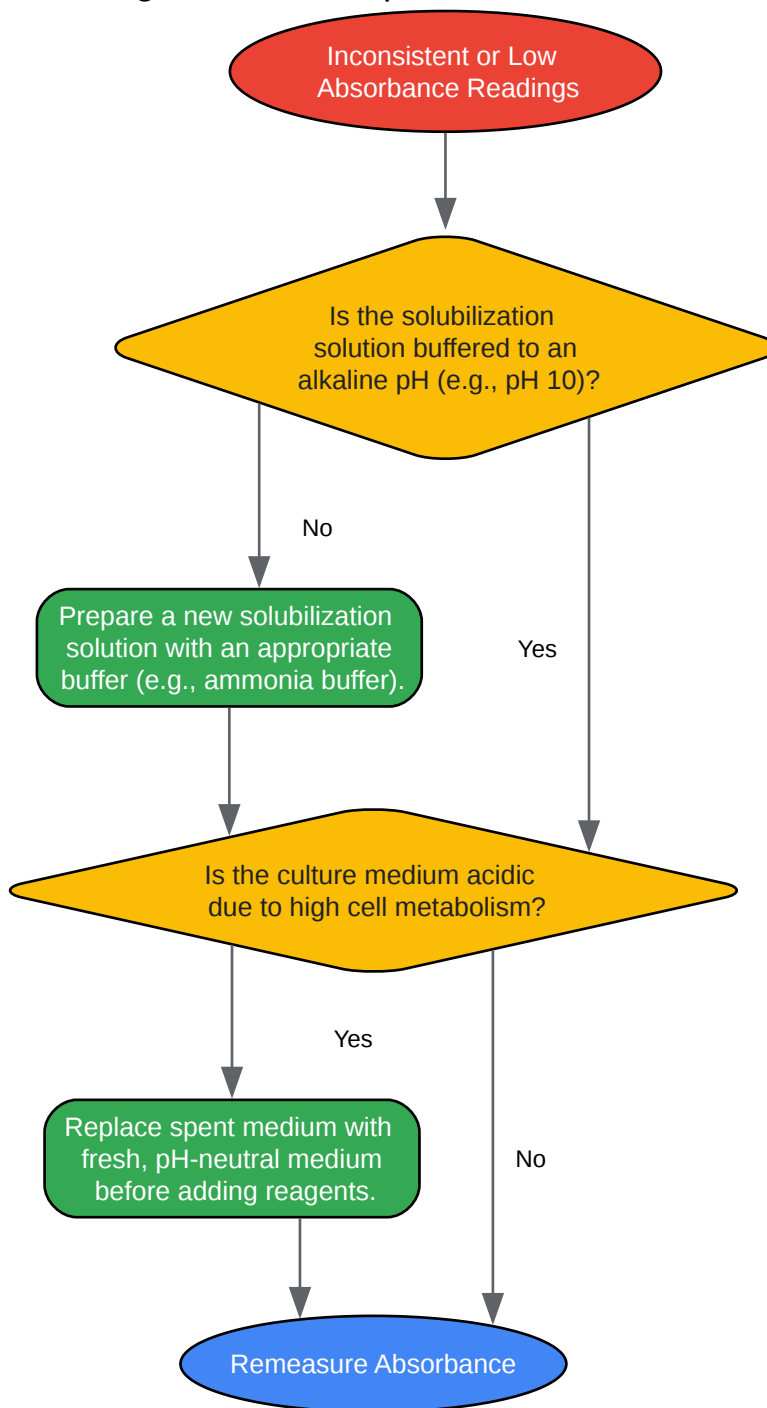 Inconsistent or Low
Absorbance Readings
Is the solubilization
solution buffered to an
alkaline pH (e.g., pH 10)?
No
Prepare a new solubilization
solution with an appropriate
buffer (e.g., ammonia buffer).
Yes
Is the culture medium acidic
due to high cell metabolism?
Yes
Replace spent medium with
fresh, pH-neutral medium
before adding reagents.
No
Remeasure Absorbance